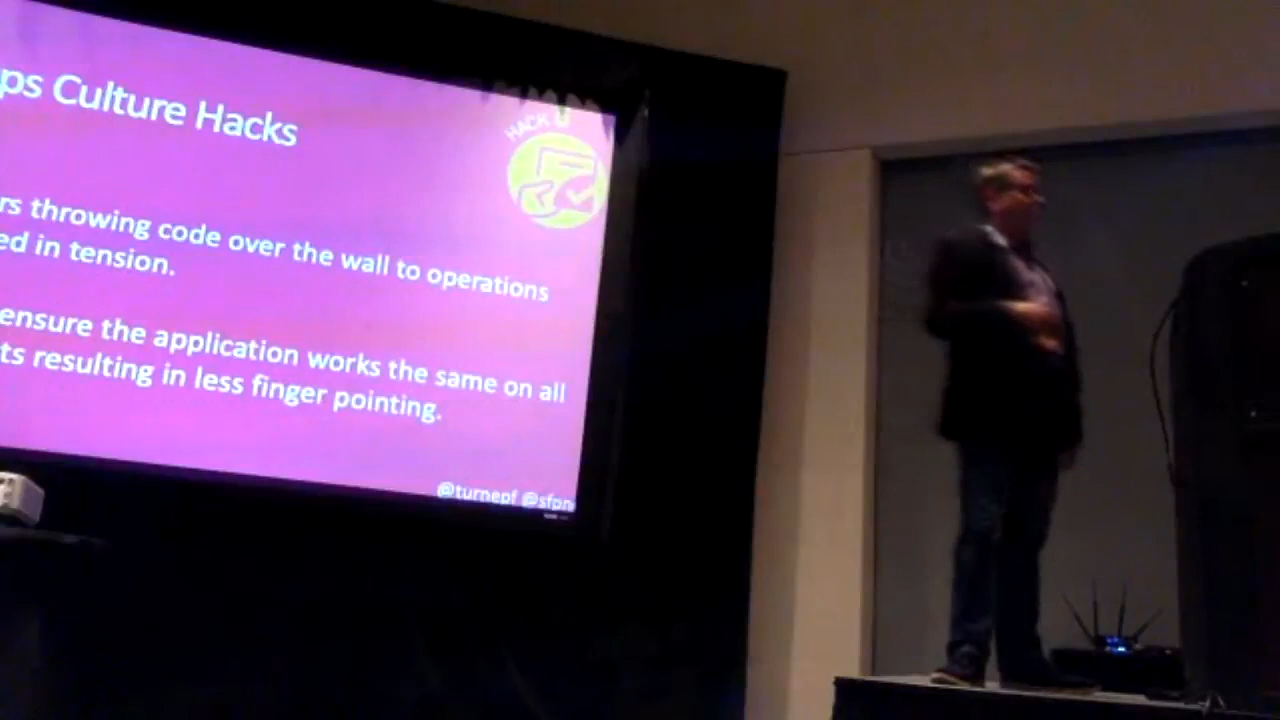 ps Culture Hacks
HACK
rs throwing code over the wall to operations
ed in tension.
ensure the application works the same on all
ts resulting in less finger pointing.
@turnepf @sfpn